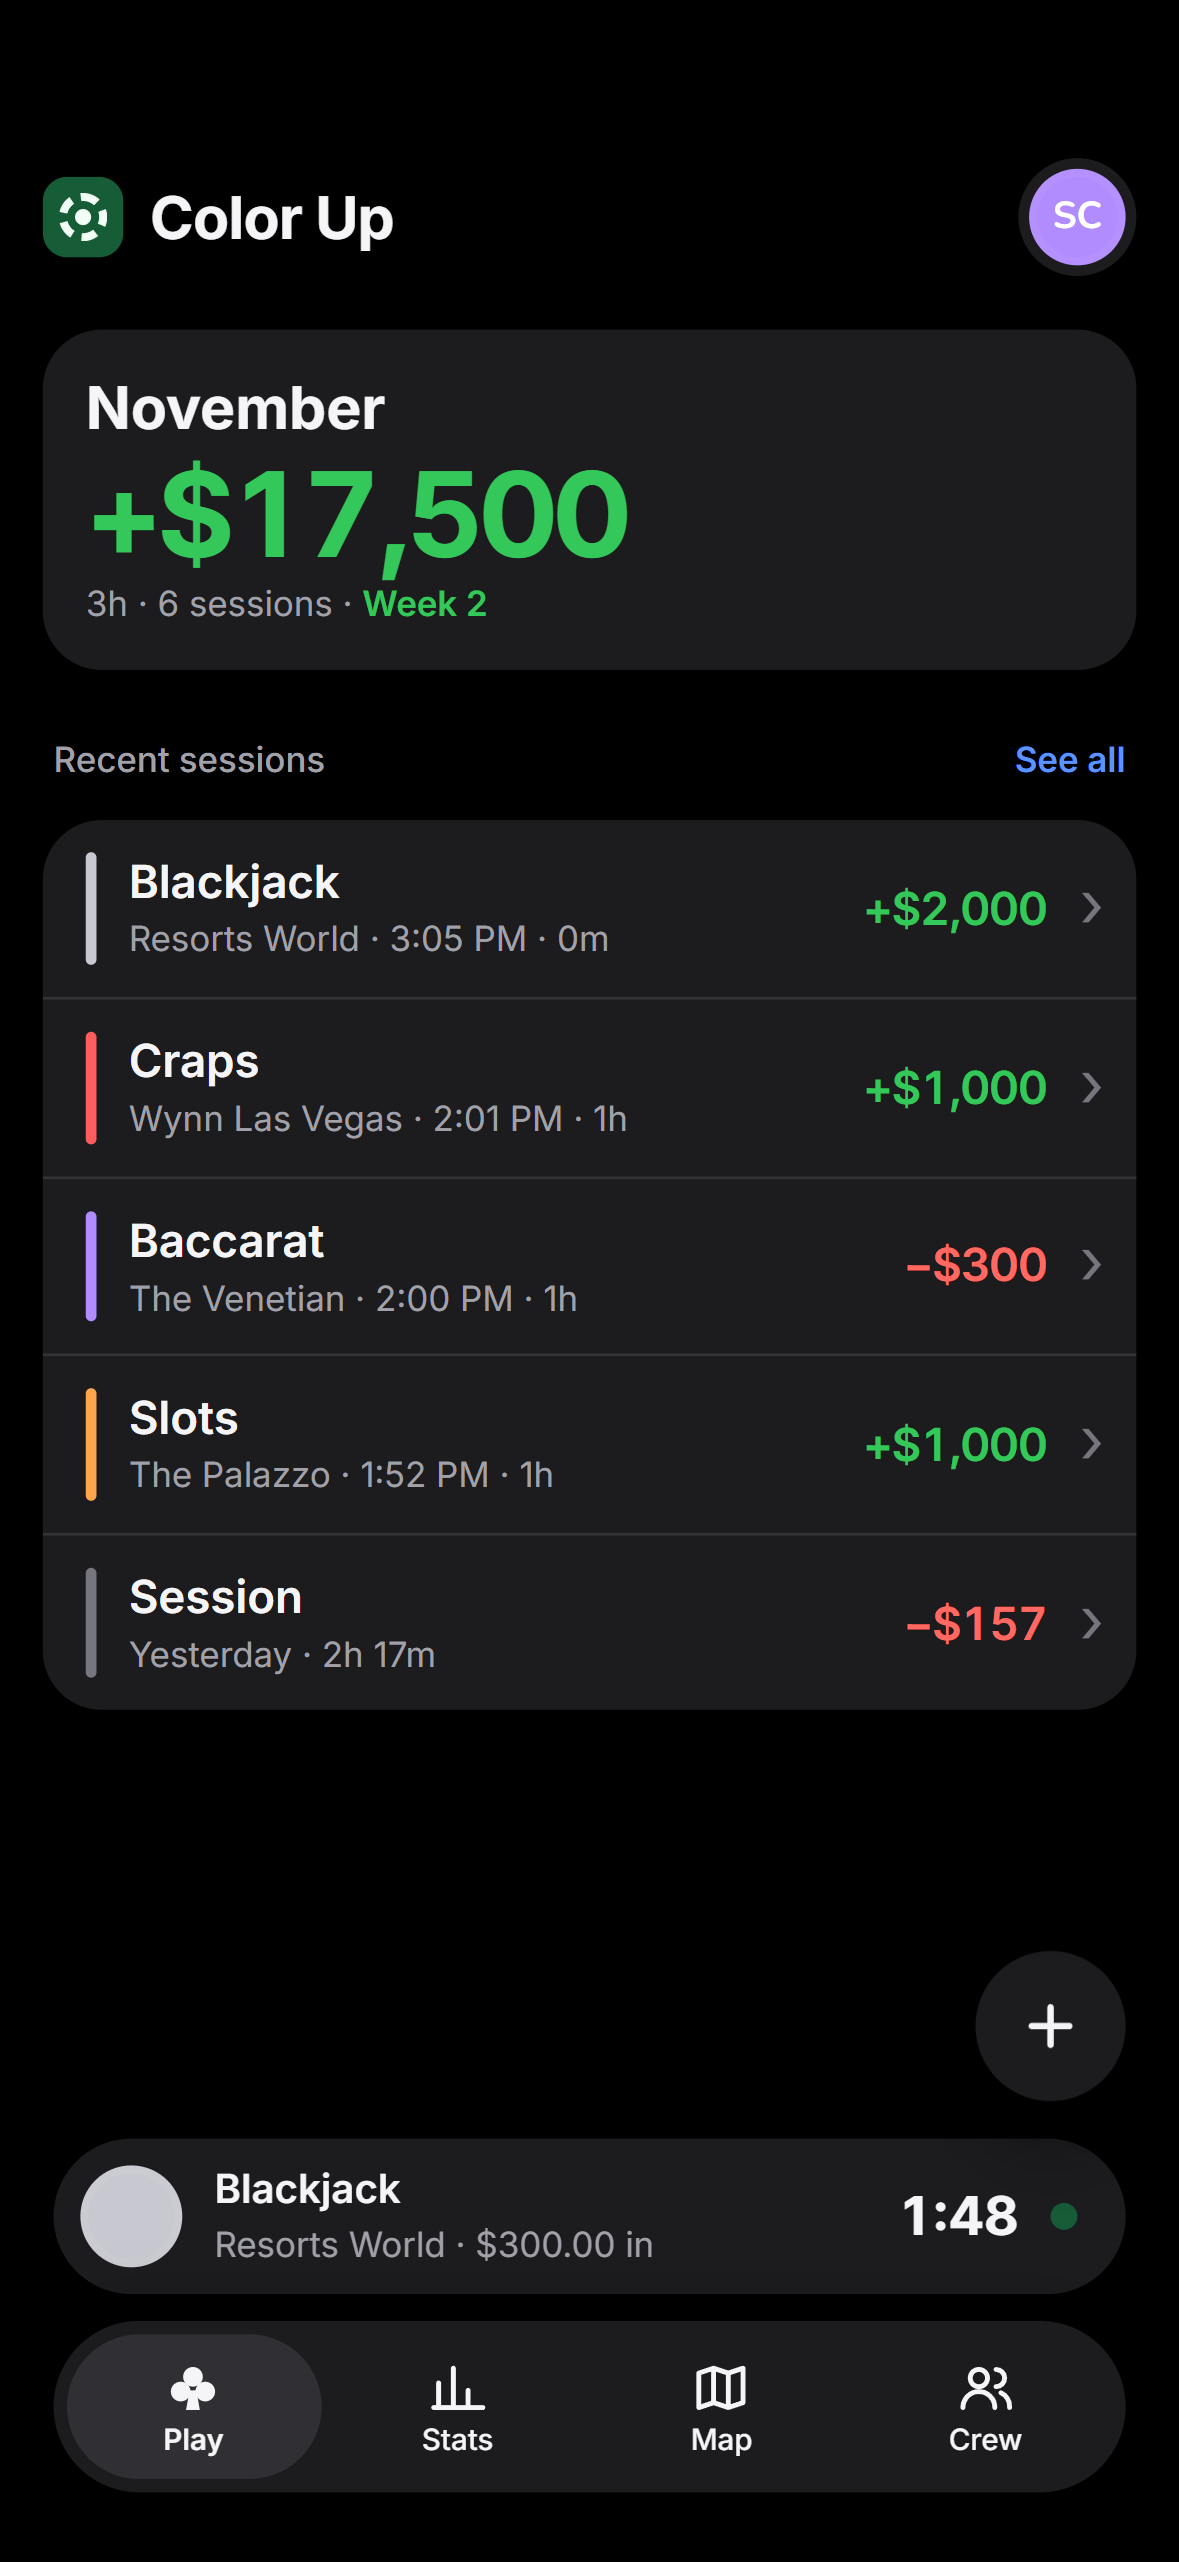 Color Up
SC
November
+$17,500
3h · 6 sessions · Week 2
Recent sessions
See all
Blackjack
Resorts World · 3:05 PM · 0m
+$2,000
Craps
Wynn Las Vegas · 2:01 PM · 1h
+$1,000
Baccarat
The Venetian · 2:00 PM · 1h
–$300
Slots
The Palazzo · 1:52 PM · 1h
+$1,000
Session
Yesterday · 2h 17m
–$157
Blackjack
Resorts World · $300.00 in
1:48
Play
Stats
Map
Crew